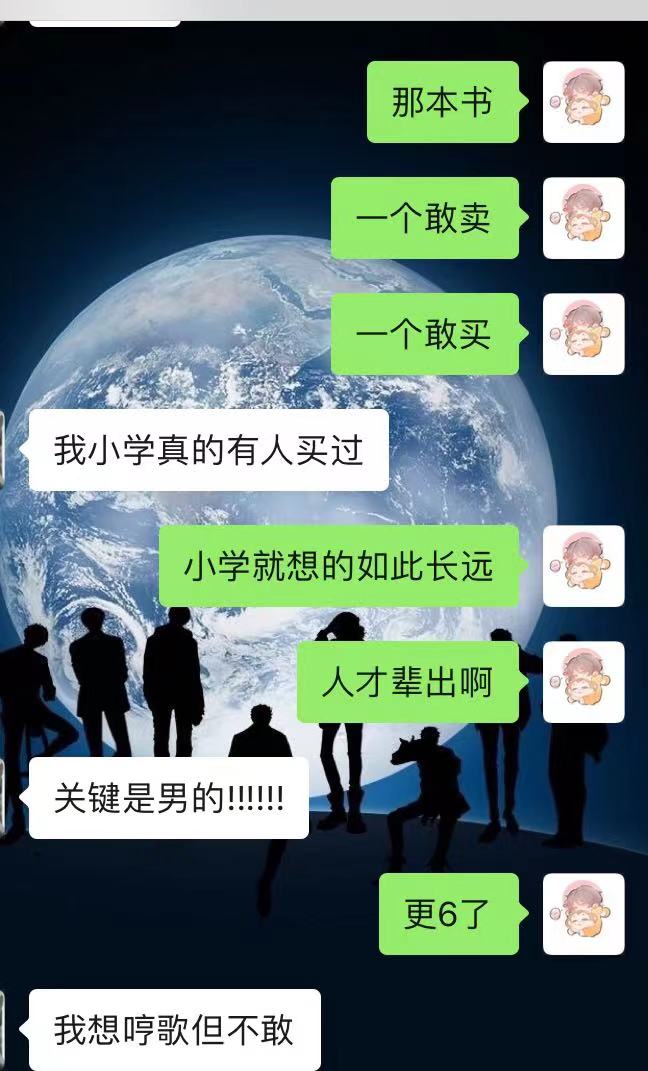 那本书
一个敢卖
一个敢买
我小学真的有人买过
小学就想的如此长远
人才辈出啊
关键是男的!!!!!!
更6了
我想哼歌但不敢